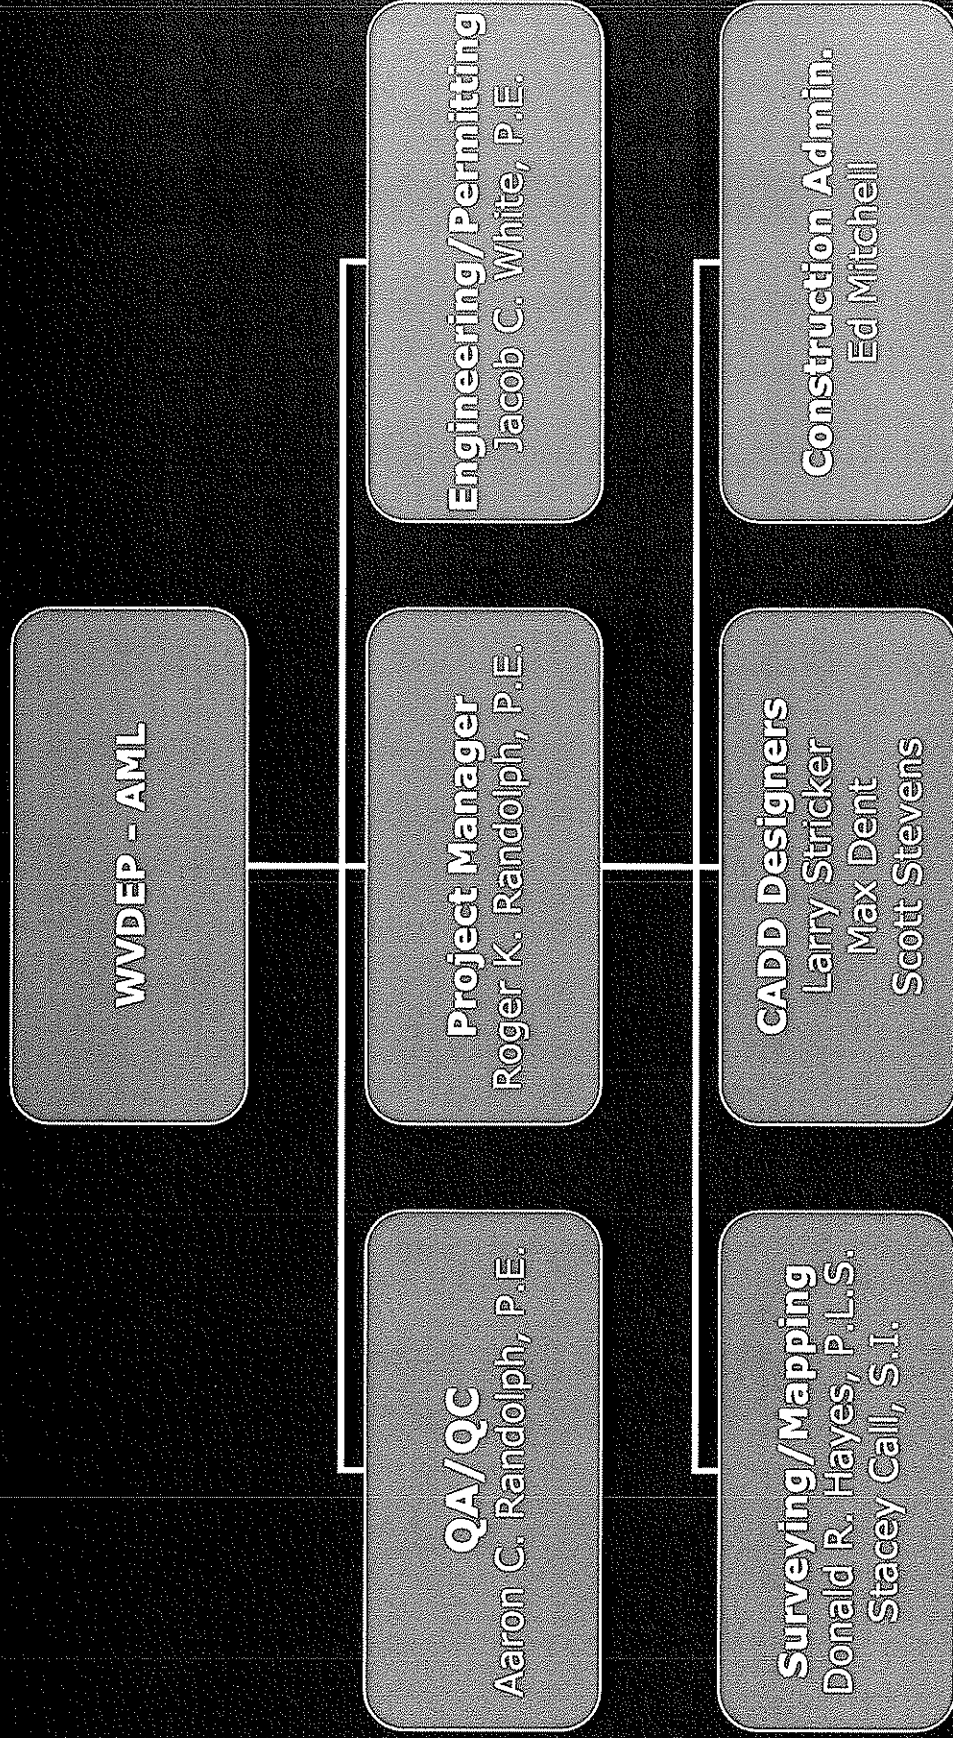 WVDEP - AML
QA/QC
Aaron C. Randolph, P.E.
Project Manager
Roger K. Randolph, P.E.
Engineering/Permitting
Jacob C. White, P.E.
Surveying/Mapping
Donald R. Hayes, P.L.S.
Stacey Call, S.I.
CADD Designers
Larry Stricker
Max Dent
Scott Stevens
Construction Admin.
Ed Mitchell